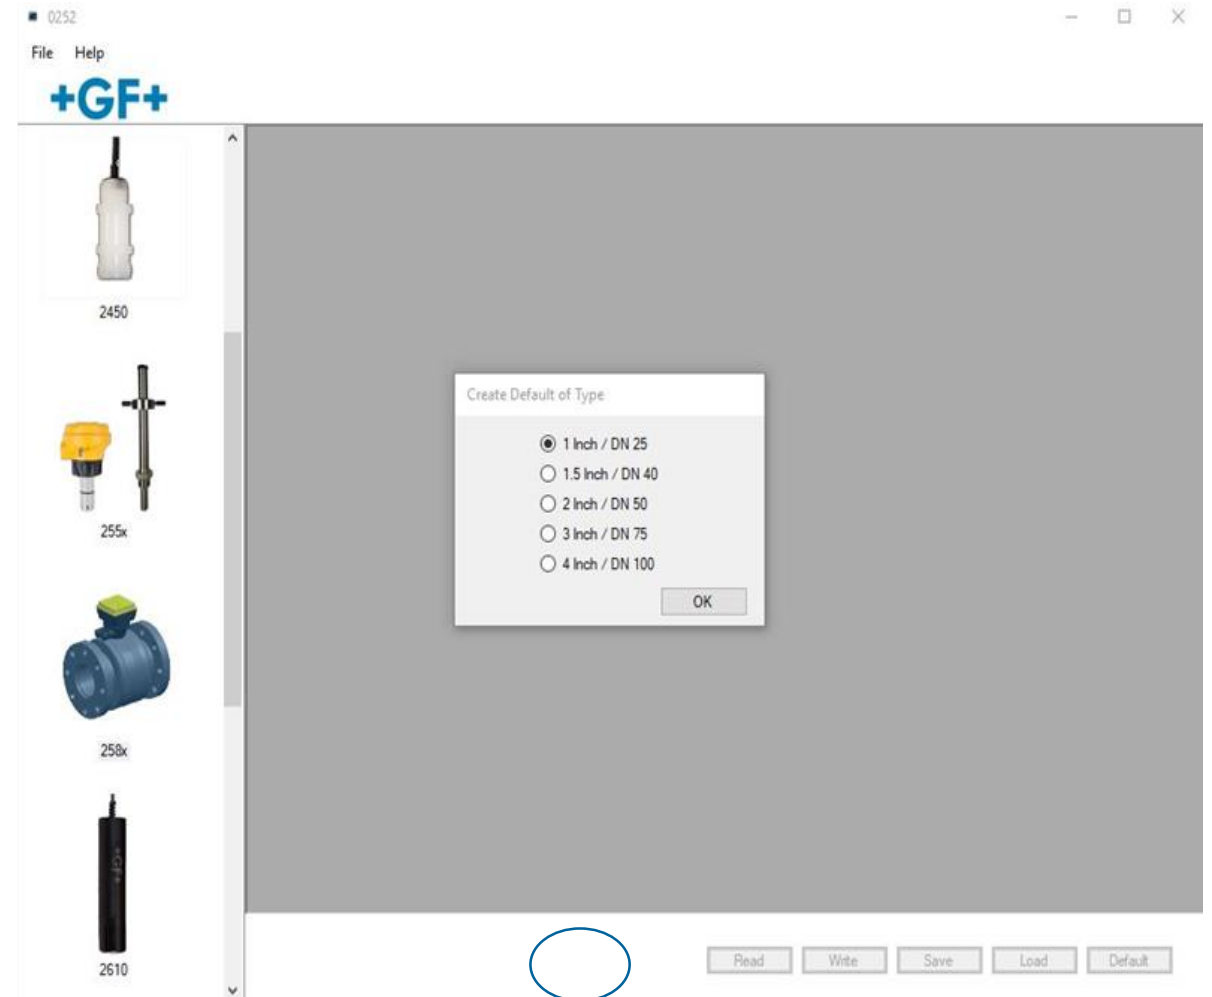 0252
File Help
+GF+
2450
255x
258x
+GF+
2610
Create Default of Type
1 Inch / DN 25
1.5 Inch / DN 40
2 Inch / DN 50
3 Inch / DN 75
4 Inch / DN 100
OK
Read Write Save Load Default